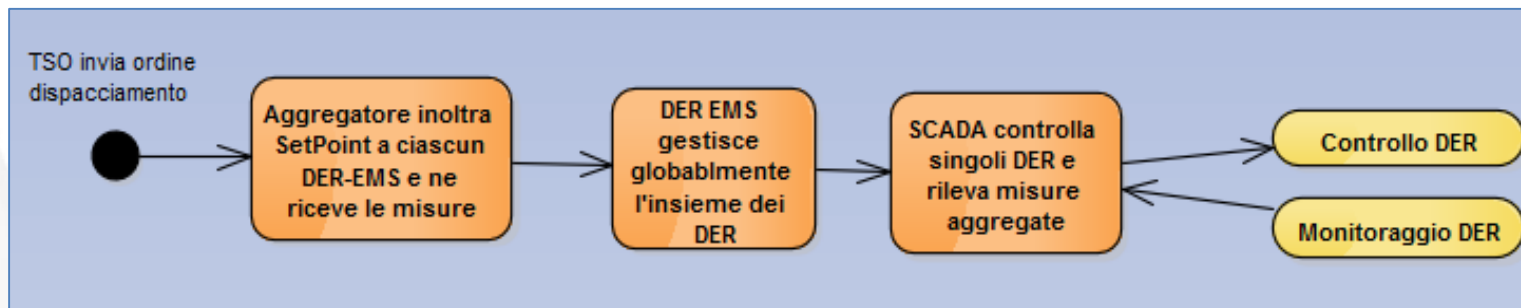 TSO invia ordine
dispacciamento
Aggregatore inoltra
SetPoint a ciascun
DER-EMS e ne
riceve le misure
DER EMS
gestisce
globablmente
l'insieme dei
DER
SCADA controlla
singoli DER e
rileva misure
aggregate
Controllo DER
Monitoraggio DER